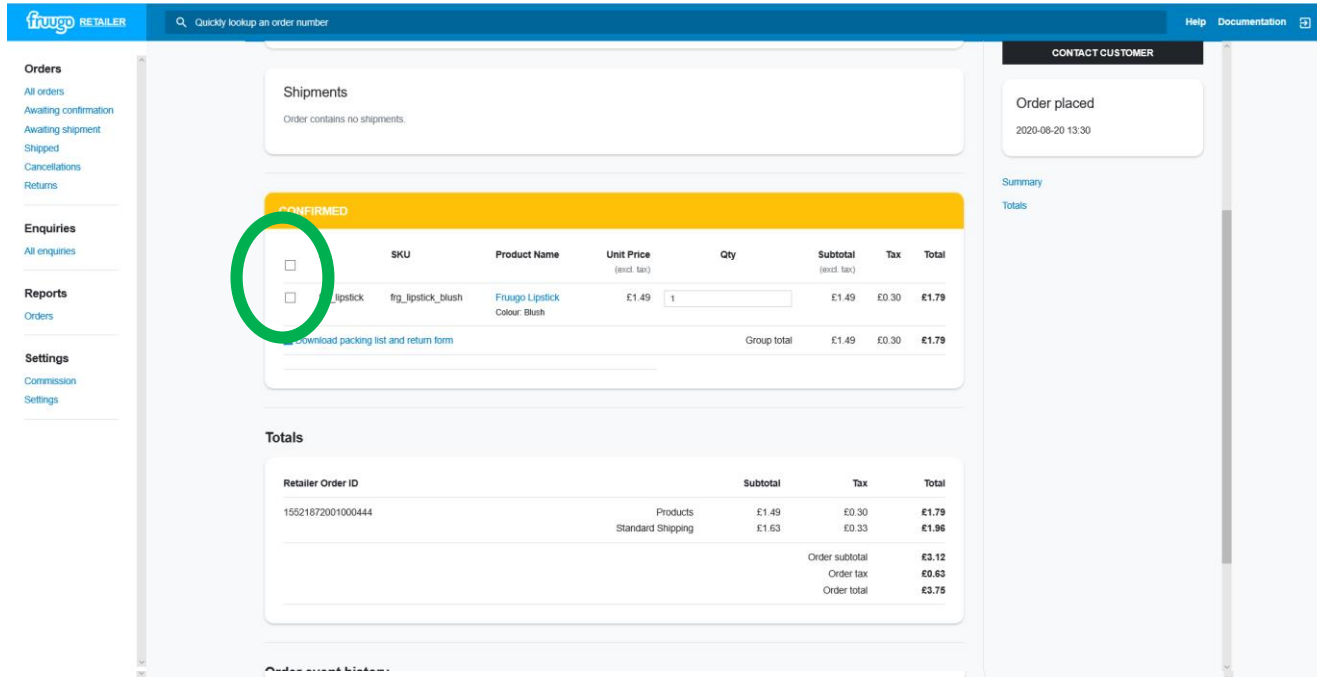 fruugo RETAILER
Quickly lookup an order number
Help Documentation
Orders
All orders
Awaiting confirmation
Awaiting shipment
Shipped
Cancellations
Returns
Enquiries
All enquiries
Reports
Orders
Settings
Commission
Settings
Shipments
Order contains no shipments.
CONFIRMED
SKU Product Name Unit Price Qty Subtotal Tax Total
(excl. tax) (excl. tax)
_lipstick frg_lipstick_blush Fruugo Lipstick £1.49 1 £1.49 £0.30 £1.79
Colour: Blush
Download packing list and return form Group total £1.49 £0.30 £1.79
Totals
Retailer Order ID Subtotal Tax Total
15521872001000444 Products £1.49 £0.30 £1.79
Standard Shipping £1.63 £0.33 £1.96
Order subtotal £3.12
Order tax £0.63
Order total £3.75
CONTACT CUSTOMER
Order placed
2020-08-20 13:30
Summary
Totals